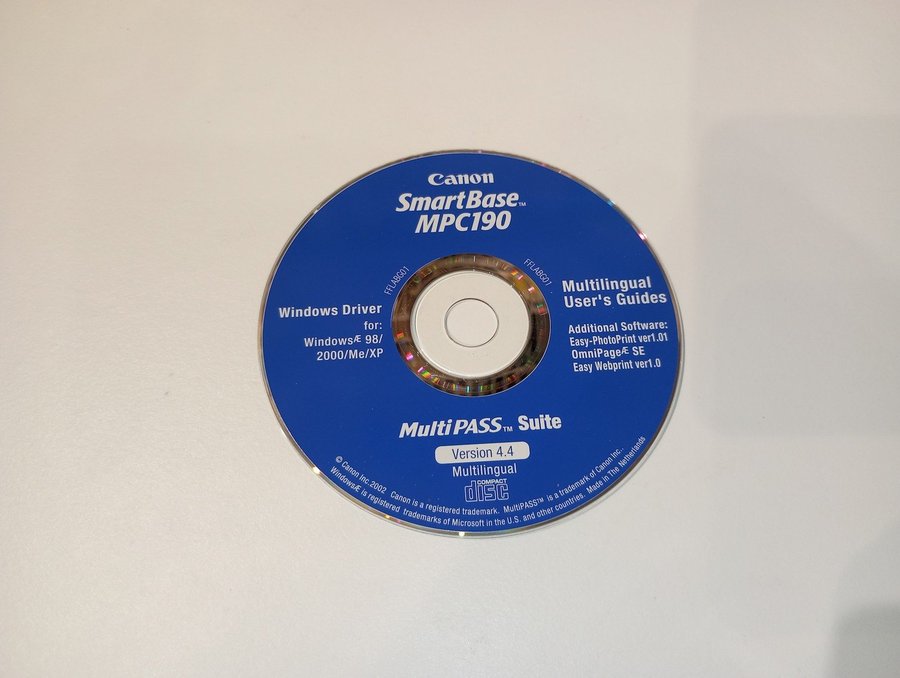 Canon
SmartBase™
MPC190
FFLABG01
FFLABG01
Windows Driver
for:
WindowsÆ 98/
2000/Me/XP
Multilingual
User's Guides
Additional Software:
Easy-PhotoPrint ver1.01
OmniPageÆ SE
Easy Webprint ver1.0
MultiPASS™ Suite
Version 4.4
Multilingual
COMPACT
disc
© Canon Inc.2002 Canon is a registered trademark. MultiPASS™ is a trademark of Canon Inc.
WindowsÆ is registered trademarks of Microsoft in the U.S. and other countries. Made in The Netherlands